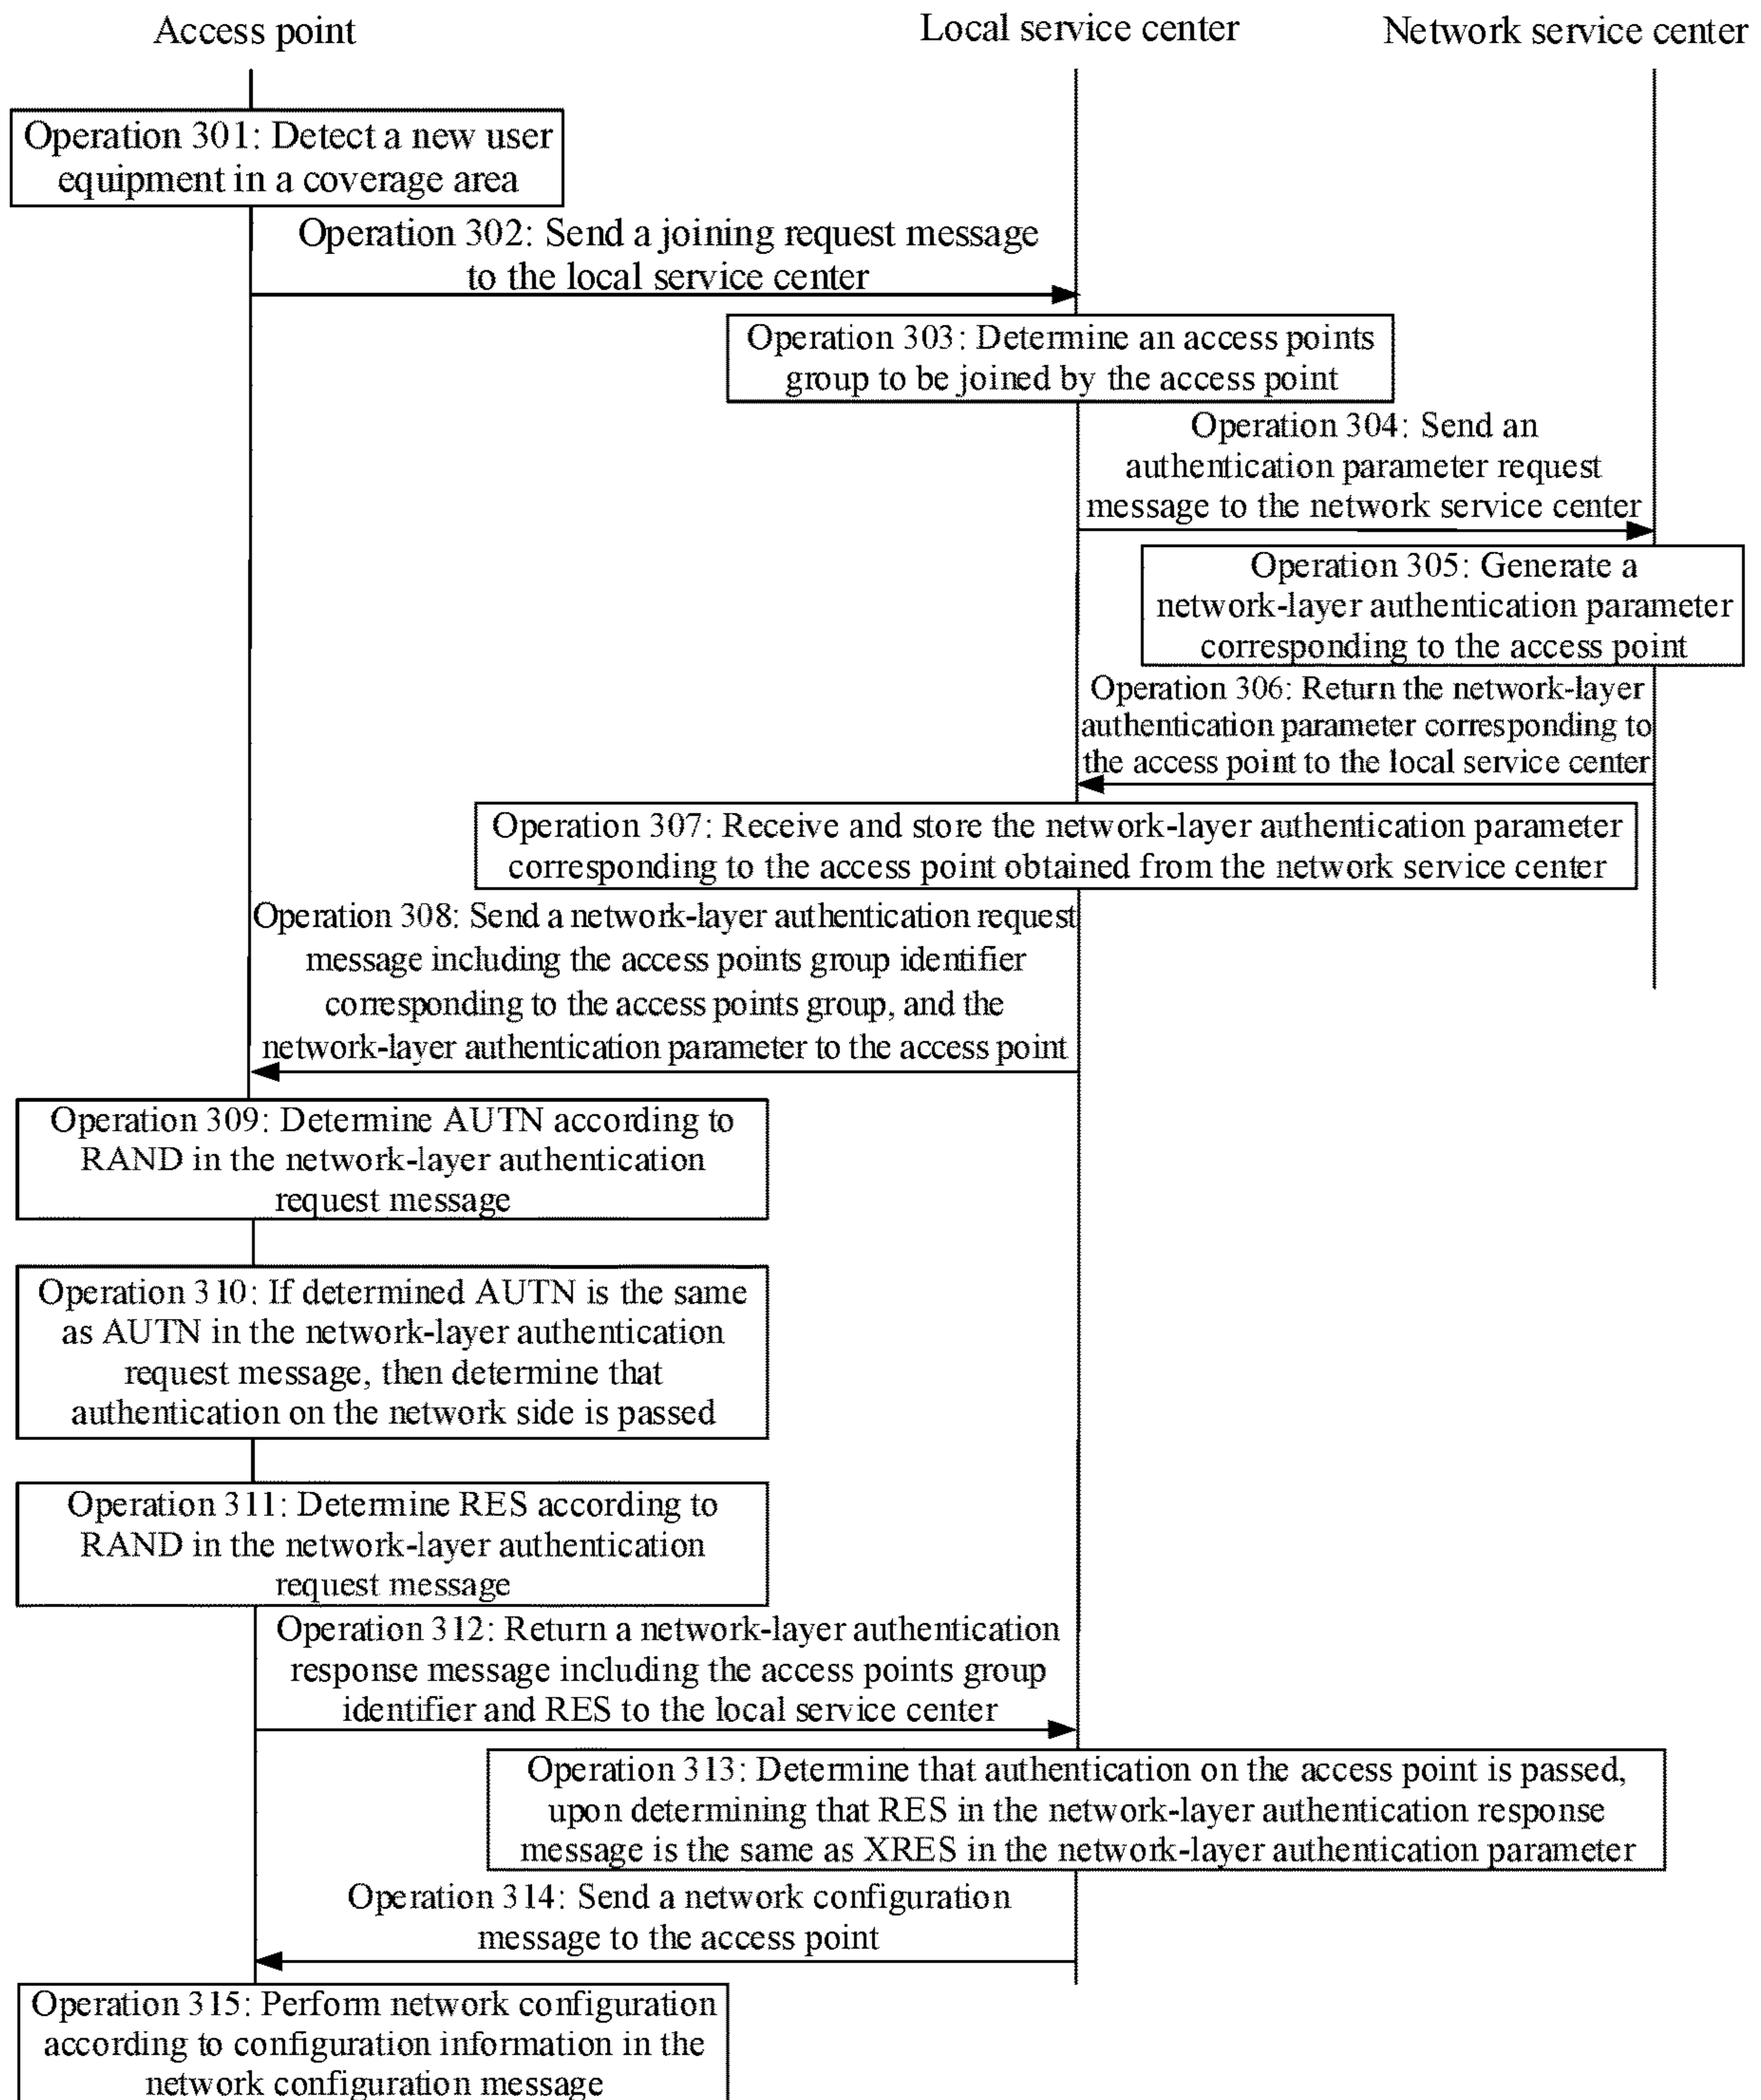 Access point
Local service center
Network service center
Operation 301: Detect a new user
equipment in a coverage area
Operation 302: Send a joining request message
to the local service center
Operation 303: Determine an access points
group to be joined by the access point
Operation 304: Send an
authentication parameter request
message to the network service center
Operation 305: Generate a
network-layer authentication parameter
corresponding to the access point
Operation 306: Return the network-layer
authentication parameter corresponding to
the access point to the local service center
Operation 307: Receive and store the network-layer authentication parameter
corresponding to the access point obtained from the network service center
Operation 308: Send a network-layer authentication request
message including the access points group identifier
corresponding to the access points group, and the
network-layer authentication parameter to the access point
Operation 309: Determine AUTN according to
RAND in the network-layer authentication
request message
Operation 310: If determined AUTN is the same
as AUTN in the network-layer authentication
request message, then determine that
authentication on the network side is passed
Operation 311: Determine RES according to
RAND in the network-layer authentication
request message
Operation 312: Return a network-layer authentication
response message including the access points group
identifier and RES to the local service center
Operation 313: Determine that authentication on the access point is passed,
upon determining that RES in the network-layer authentication response
message is the same as XRES in the network-layer authentication parameter
Operation 314: Send a network configuration
message to the access point
Operation 315: Perform network configuration
according to configuration information in the
network configuration message